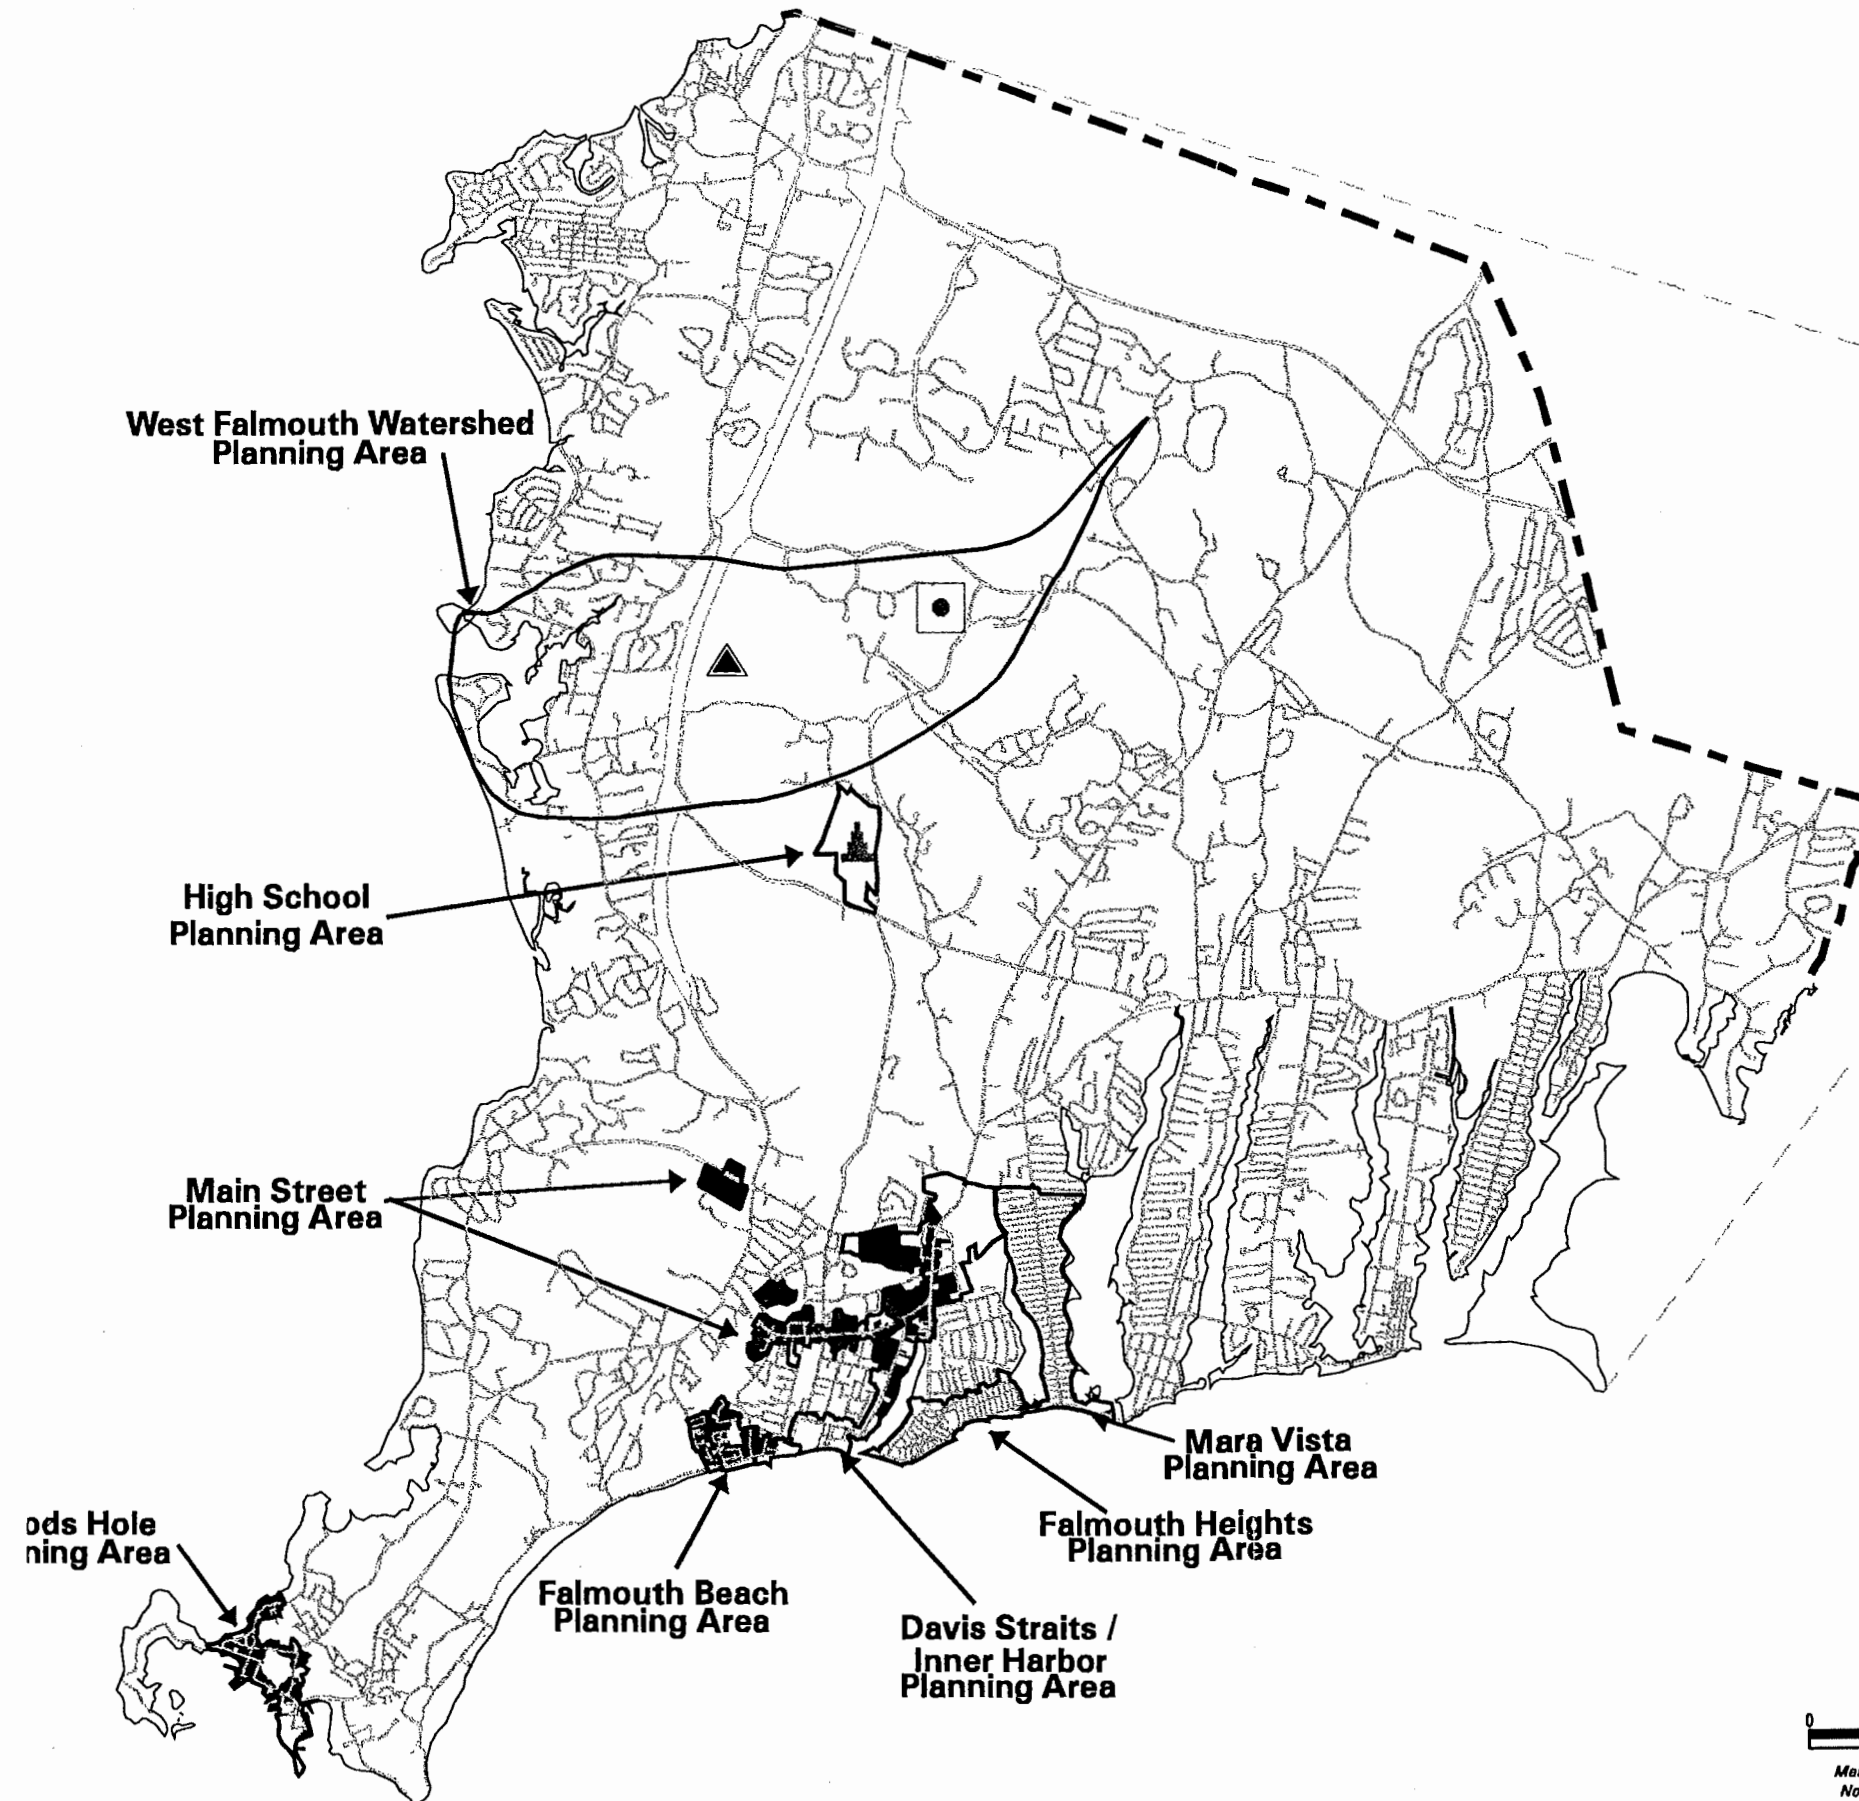 West Falmouth Watershed
Planning Area
High School
Planning Area
Main Street
Planning Area
Mara Vista
Planning Area
Falmouth Heights
Planning Area
ods Hole
ning Area
Falmouth Beach
Planning Area
Davis Straits /
Inner Harbor
Planning Area
0
No